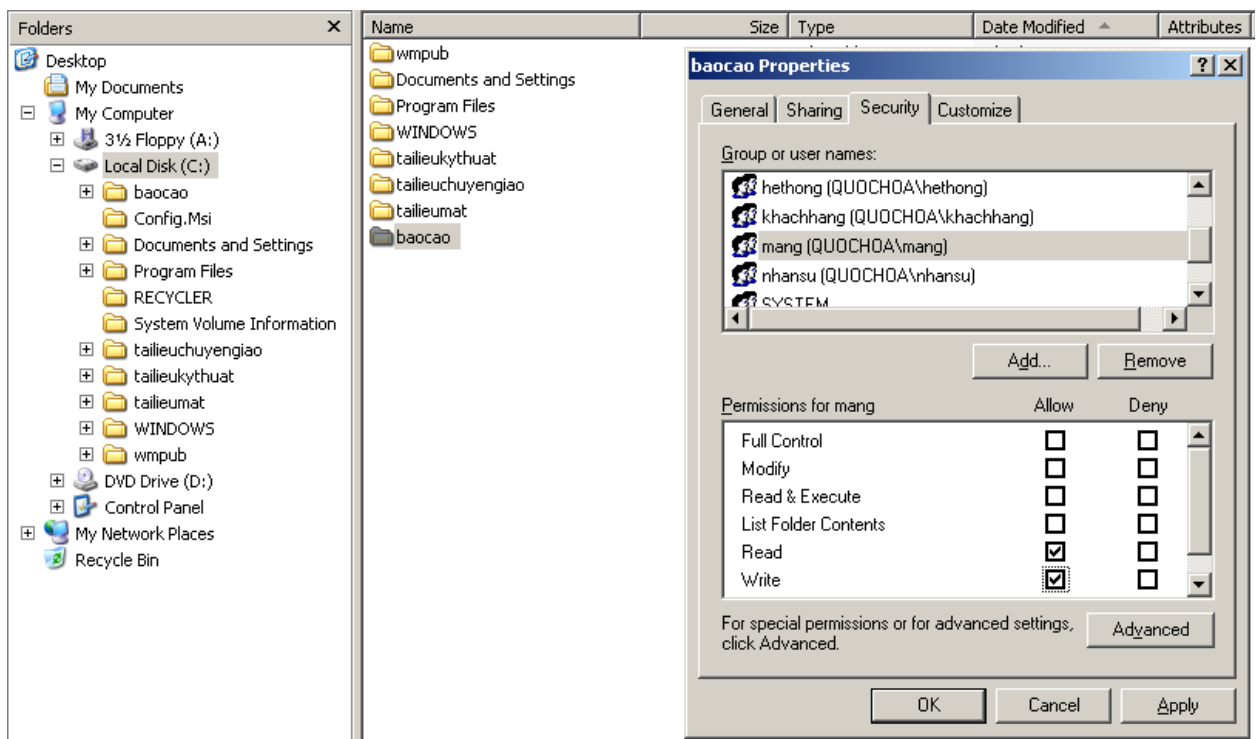 Folders
Desktop
My Documents
My Computer
3½ Floppy (A:)
Local Disk (C:)
baocao
Config.Msi
Documents and Settings
Program Files
RECYCLER
System Volume Information
tailieuchuyengiao
tailieukythuat
tailieumat
WINDOWS
wmpub
DVD Drive (D:)
Control Panel
My Network Places
Recycle Bin
Name Size Type Date Modified Attributes
wmpub
Documents and Settings
Program Files
WINDOWS
tailieukythuat
tailieuchuyengiao
tailieumat
baocao
baocao Properties
General Sharing Security Customize
Group or user names:
hethong (QUOCHOA\hethong)
khachhang (QUOCHOA\khachhang)
mang (QUOCHOA\mang)
nhansu (QUOCHOA\nhansu)
SYSTEM
Add... Remove
Permissions for mang Allow Deny
Full Control
Modify
Read & Execute
List Folder Contents
Read
Write
For special permissions or for advanced settings,
click Advanced.
Advanced
OK Cancel Apply